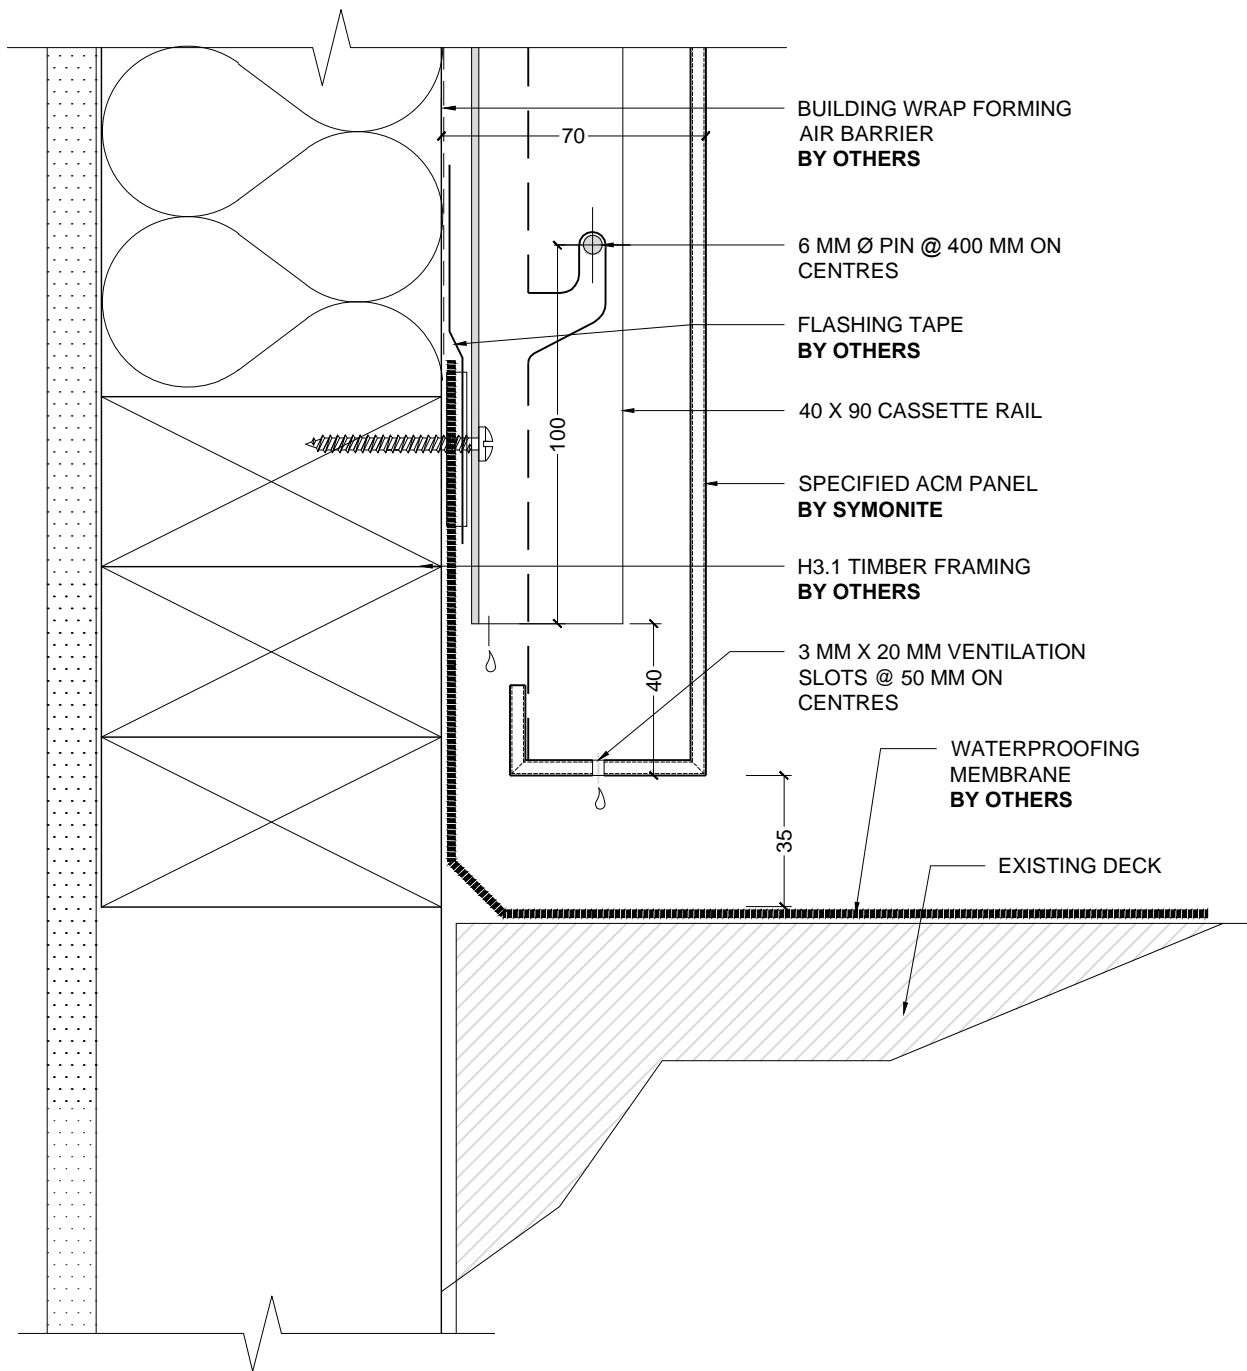 BUILDING WRAP FORMING
AIR BARRIER
BY OTHERS
70
6 MM Ø PIN @ 400 MM ON
CENTRES
FLASHING TAPE
BY OTHERS
40 X 90 CASSETTE RAIL
100
SPECIFIED ACM PANEL
BY SYMONITE
H3.1 TIMBER FRAMING
BY OTHERS
3 MM X 20 MM VENTILATION
SLOTS @ 50 MM ON
CENTRES
40
WATERPROOFING
MEMBRANE
BY OTHERS
35
EXISTING DECK